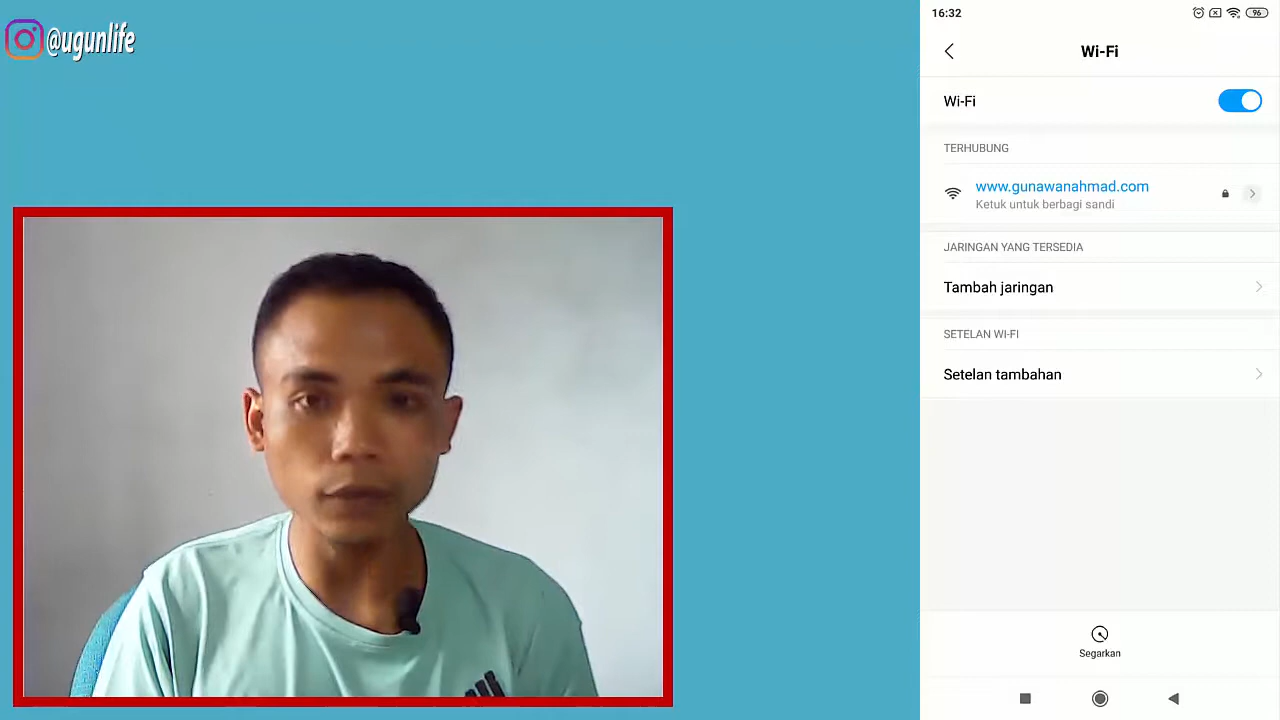 @ugunlife
16:32
96
Wi-Fi
Wi-Fi
TERHUBUNG
www.gunawanahmad.com
Ketuk untuk berbagi sandi
JARINGAN YANG TERSEDIA
Tambah jaringan
SETELAN WI-FI
Setelan tambahan
Segarkan